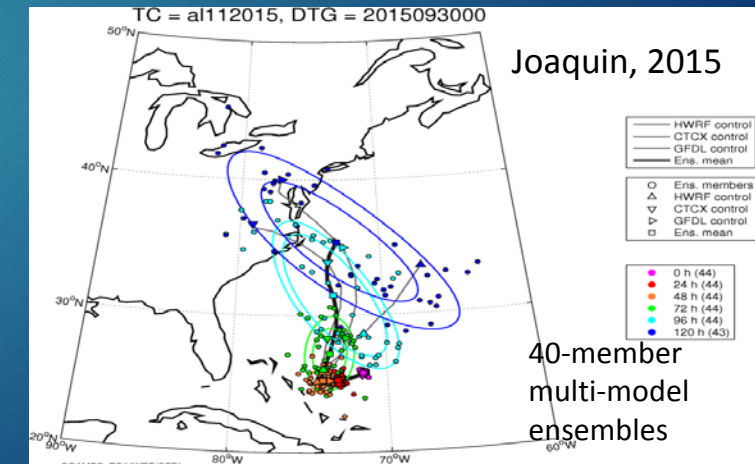 TC = al112015, DTG = 2015093000
50°N
Joaquin, 2015
HWRF control
CTCX control
GFDL control
Ens. mean
40°N
Ens. members
HWRF control
CTCX control
GFDL control
Ens. mean
0 h (44)
24 h (44)
48 h (44)
72 h (44)
96 h (44)
120 h (43)
30°N
40-member
multi-model
ensembles
20°N
90°W
80°W
70°W
60°W